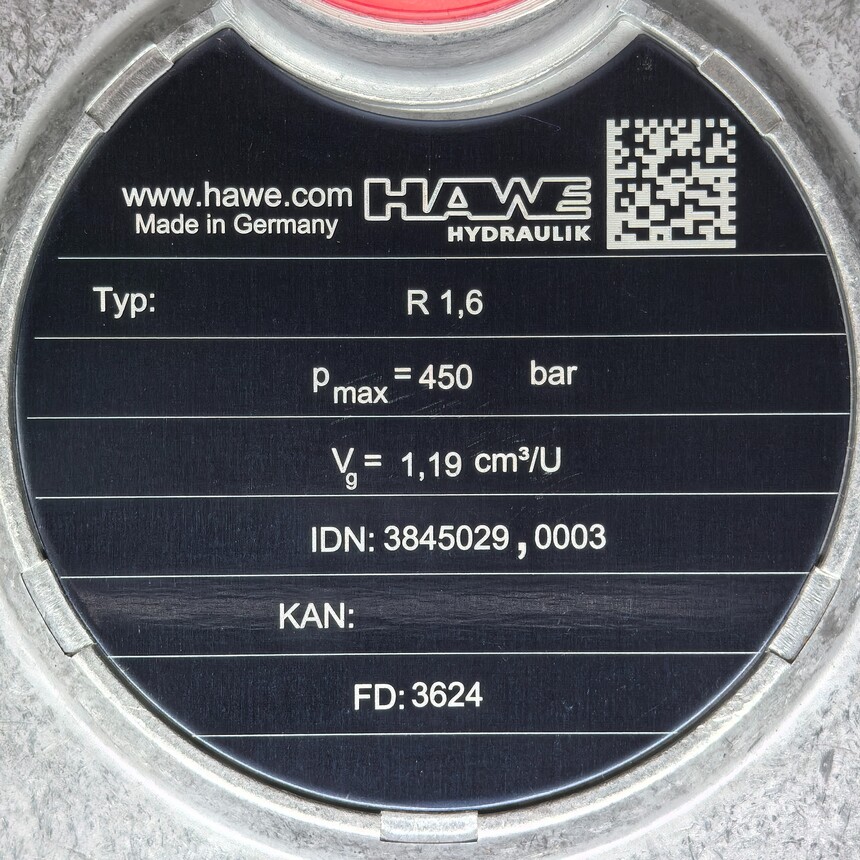 www.hawe.com HAWE
Made in Germany HYDRAULIK
Typ: R 1,6
pmax = 450 bar
Vg = 1,19 cm³/U
IDN: 3845029 , 0003
KAN:
FD: 3624